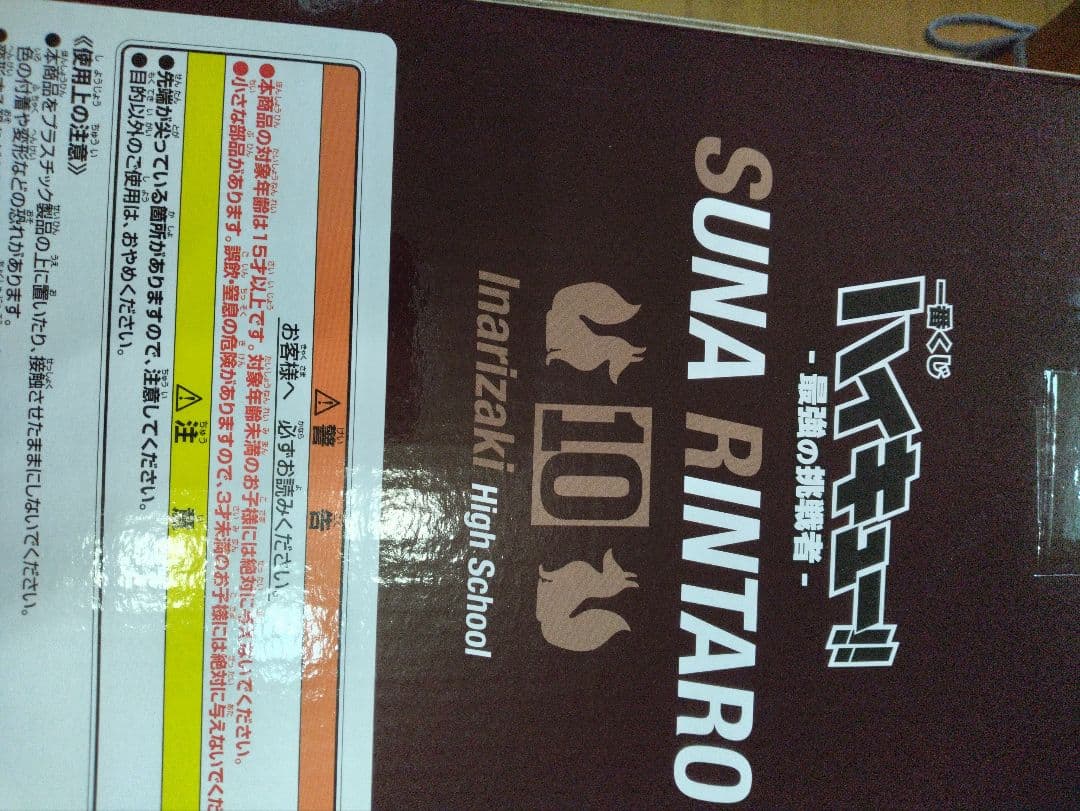 一番くじ
ハイキュー!!
- 最強の挑戦者 -
SUNA RINTARO
10
Inarizaki High School
警告
お客様へ 必ずお読みください。
●本商品の対象年齢は15才以上です。対象年齢未満のお子様には絶対に与えないでください。
●小さな部品があります。誤飲・窒息の危険がありますので、3才未満のお子様には絶対に与えないでくだ
注意
●先端が尖っている箇所がありますので、注意してください。
●目的以外のご使用は、おやめください。
《使用上の注意》
●本商品をプラスチック製品の上に置いたり、接触させたままにしないでください。
色の付着や変形などの恐れがあります。